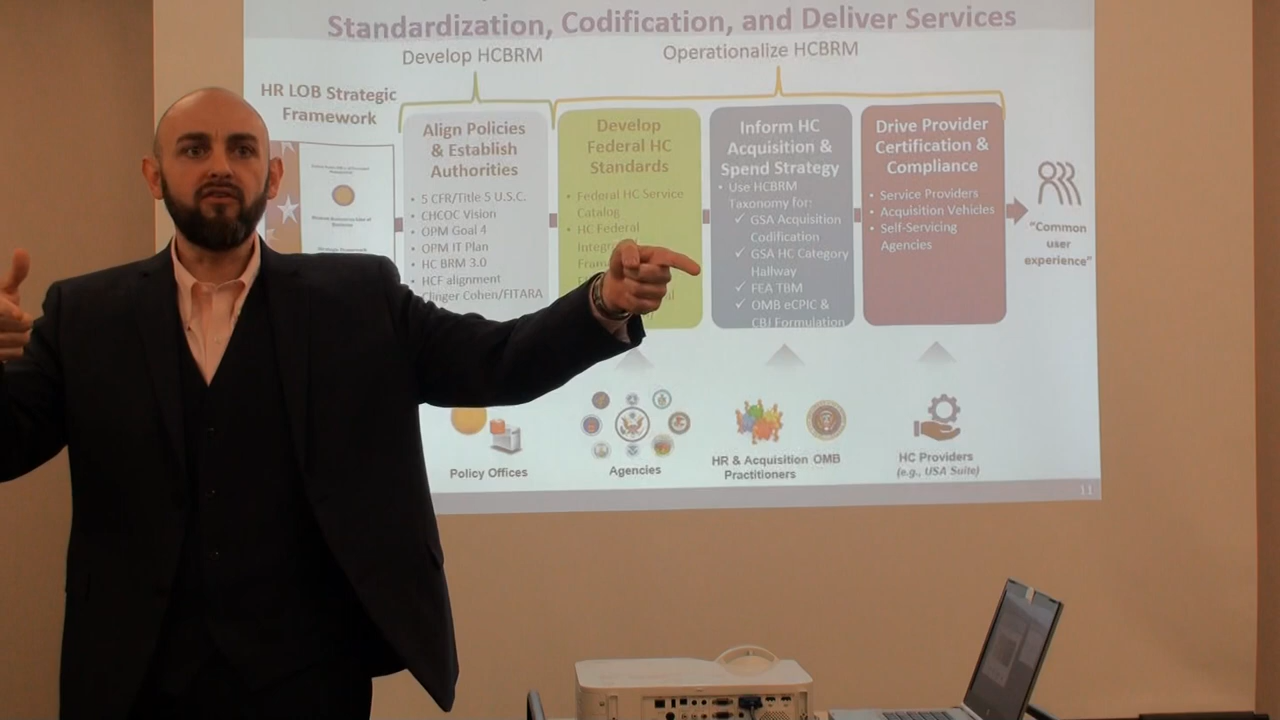 Standardization, Codification, and Deliver Services
Develop HCBRM
Operationalize HCBRM
HR LOB Strategic
Framework
Align Policies
& Establish
Authorities
• 5 CFR/Title 5 U.S.C.
• CHCOC Vision
• OPM Goal 4
• OPM IT Plan
• HC BRM 3.0
• HCF alignment
Clinger Cohen/FITARA
Develop
Federal HC
Standards
• Federal HC Service
Catalog
• HC Federal
Inform HC
Acquisition &
Spend Strategy
• Use HCBRM
Taxonomy for:
✓ GSA Acquisition
Codification
✓ GSA HC Category
Hallway
✓ FEA TBM
✓ OMB eCPIC &
CBJ Formulation
Drive Provider
Certification &
Compliance
• Service Providers
• Acquisition Vehicles
• Self-Servicing
Agencies
"Common
user
experience"
Policy Offices
Agencies
HR & Acquisition
Practitioners
OMB
HC Providers
(e.g., USA Suite)
11